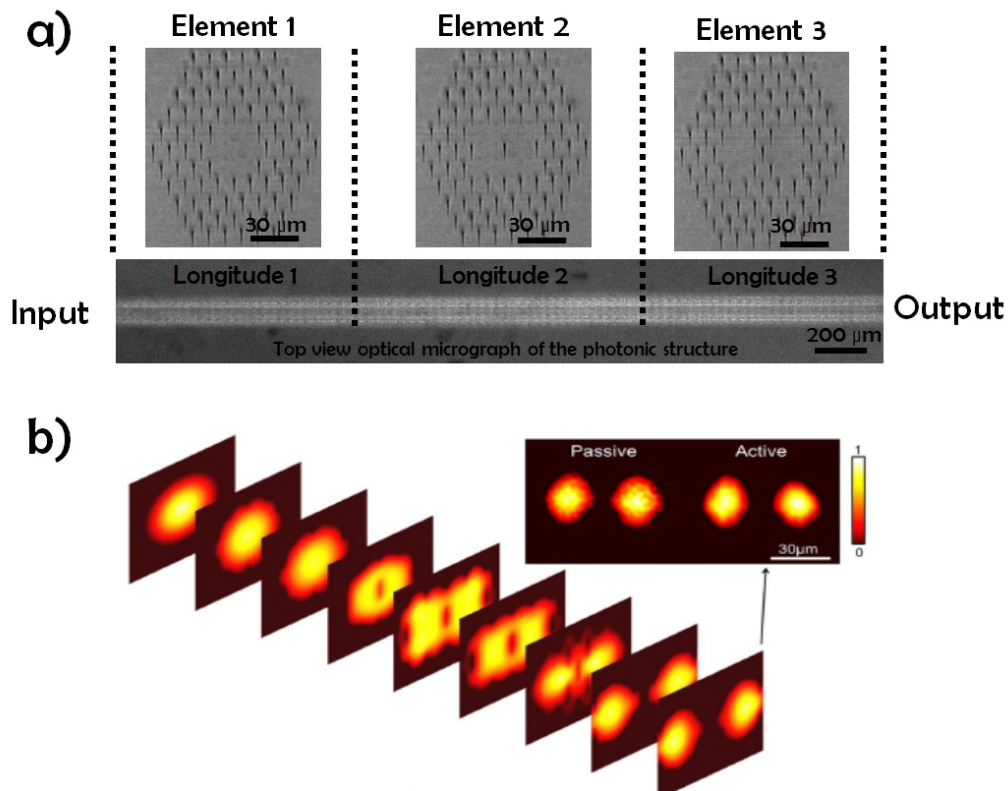 a)
Element 1
Element 2
Element 3
30 μm
30 μm
30 μm
Longitude 1
Longitude 2
Longitude 3
Input
Output
200 μm
Top view optical micrograph of the photonic structure
b)
Passive
Active
1
0
30μm